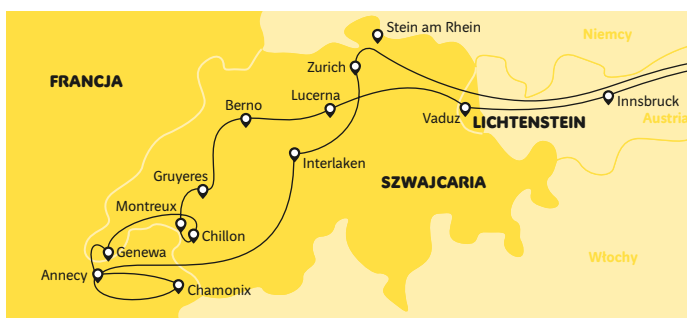 Stein am Rhein
Niemcy
Zurich
FRANCJA
Lucerna
Berno
Innsbruck
Vaduz
LICHTENSTEIN
Austria
Interlaken
Gruyeres
SZWAJCARIA
Montreux
Chillon
Genewa
Włochy
Annecy
Chamonix